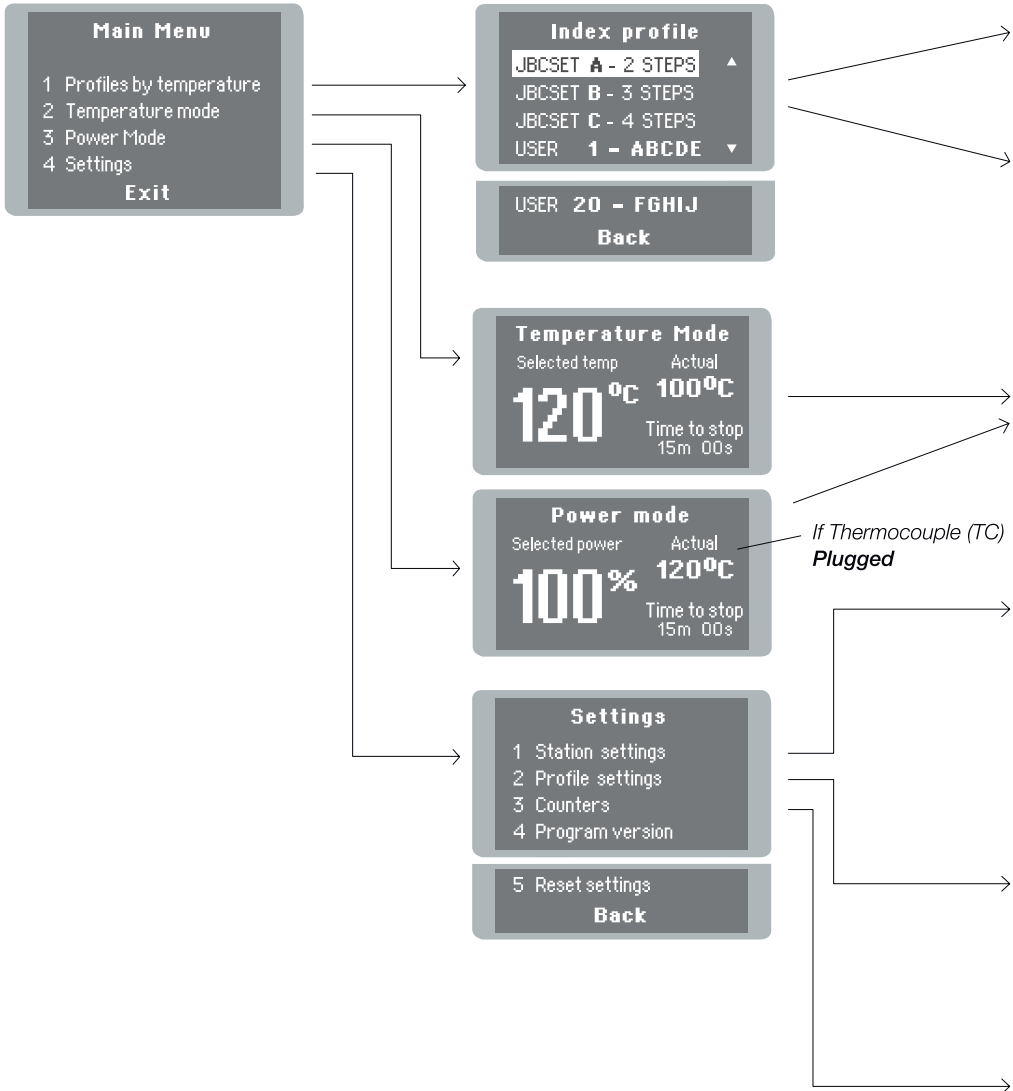 Main Menu
1 Profiles by temperature
2 Temperature mode
3 Power Mode
4 Settings
Exit
Index profile
JBCSET A - 2 STEPS ▲
JBCSET B - 3 STEPS
JBCSET C - 4 STEPS
USER 1 - ABCDE ▼
USER 20 - FGHIJ
Back
Temperature Mode
Selected temp Actual
120ºC 100ºC
Time to stop
15m 00s
Power mode
Selected power Actual
100% 120ºC
Time to stop
15m 00s
If Thermocouple (TC)
Plugged
Settings
1 Station settings
2 Profile settings
3 Counters
4 Program version
5 Reset settings
Back